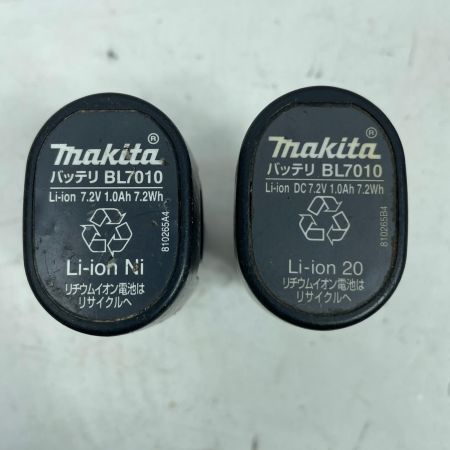 makita®
バッテリ BL7010
Li-ion 7.2V 1.0Ah 7.2Wh
810265A4
Li-ion Ni
リチウムイオン電池は
リサイクルへ
makita®
バッテリ BL7010
Li-ion DC 7.2V 1.0Ah 7.2Wh
810265B4
Li-ion 20
リチウムイオン電池は
リサイクルへ